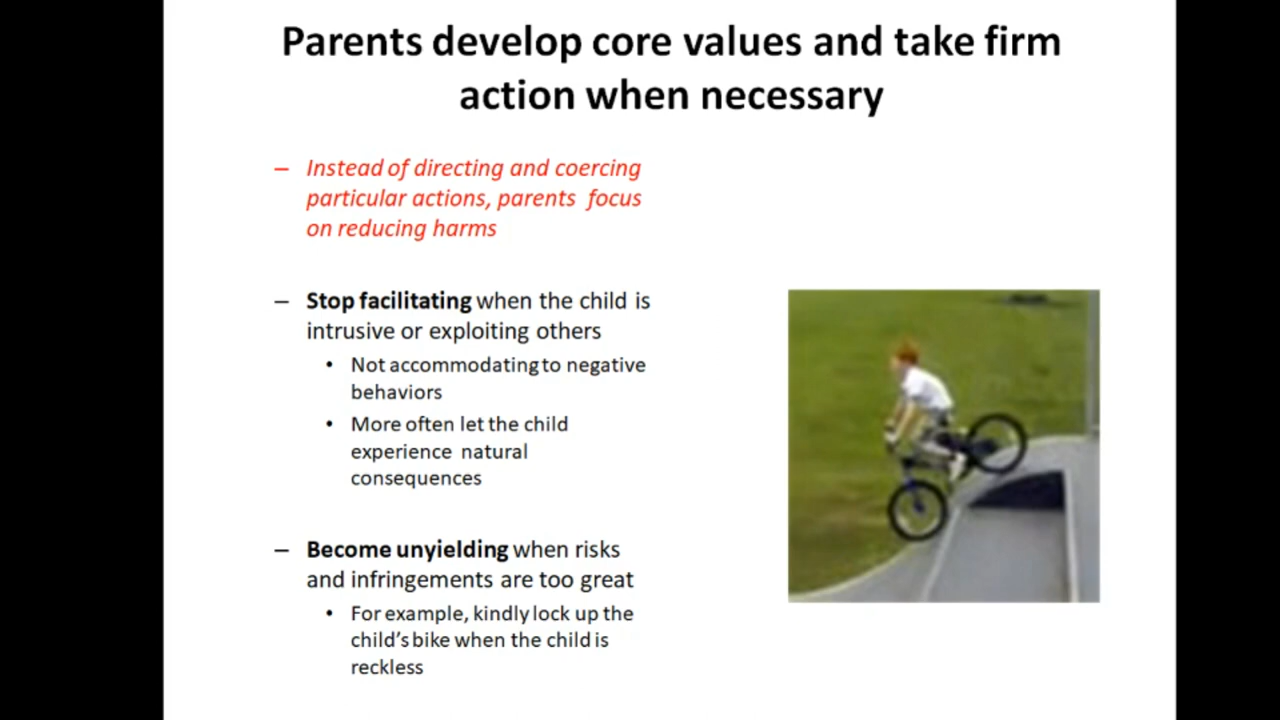 Parents develop core values and take firm
action when necessary
– Instead of directing and coercing
particular actions, parents focus
on reducing harms
– Stop facilitating when the child is
intrusive or exploiting others
• Not accommodating to negative
behaviors
• More often let the child
experience natural
consequences
– Become unyielding when risks
and infringements are too great
• For example, kindly lock up the
child's bike when the child is
reckless